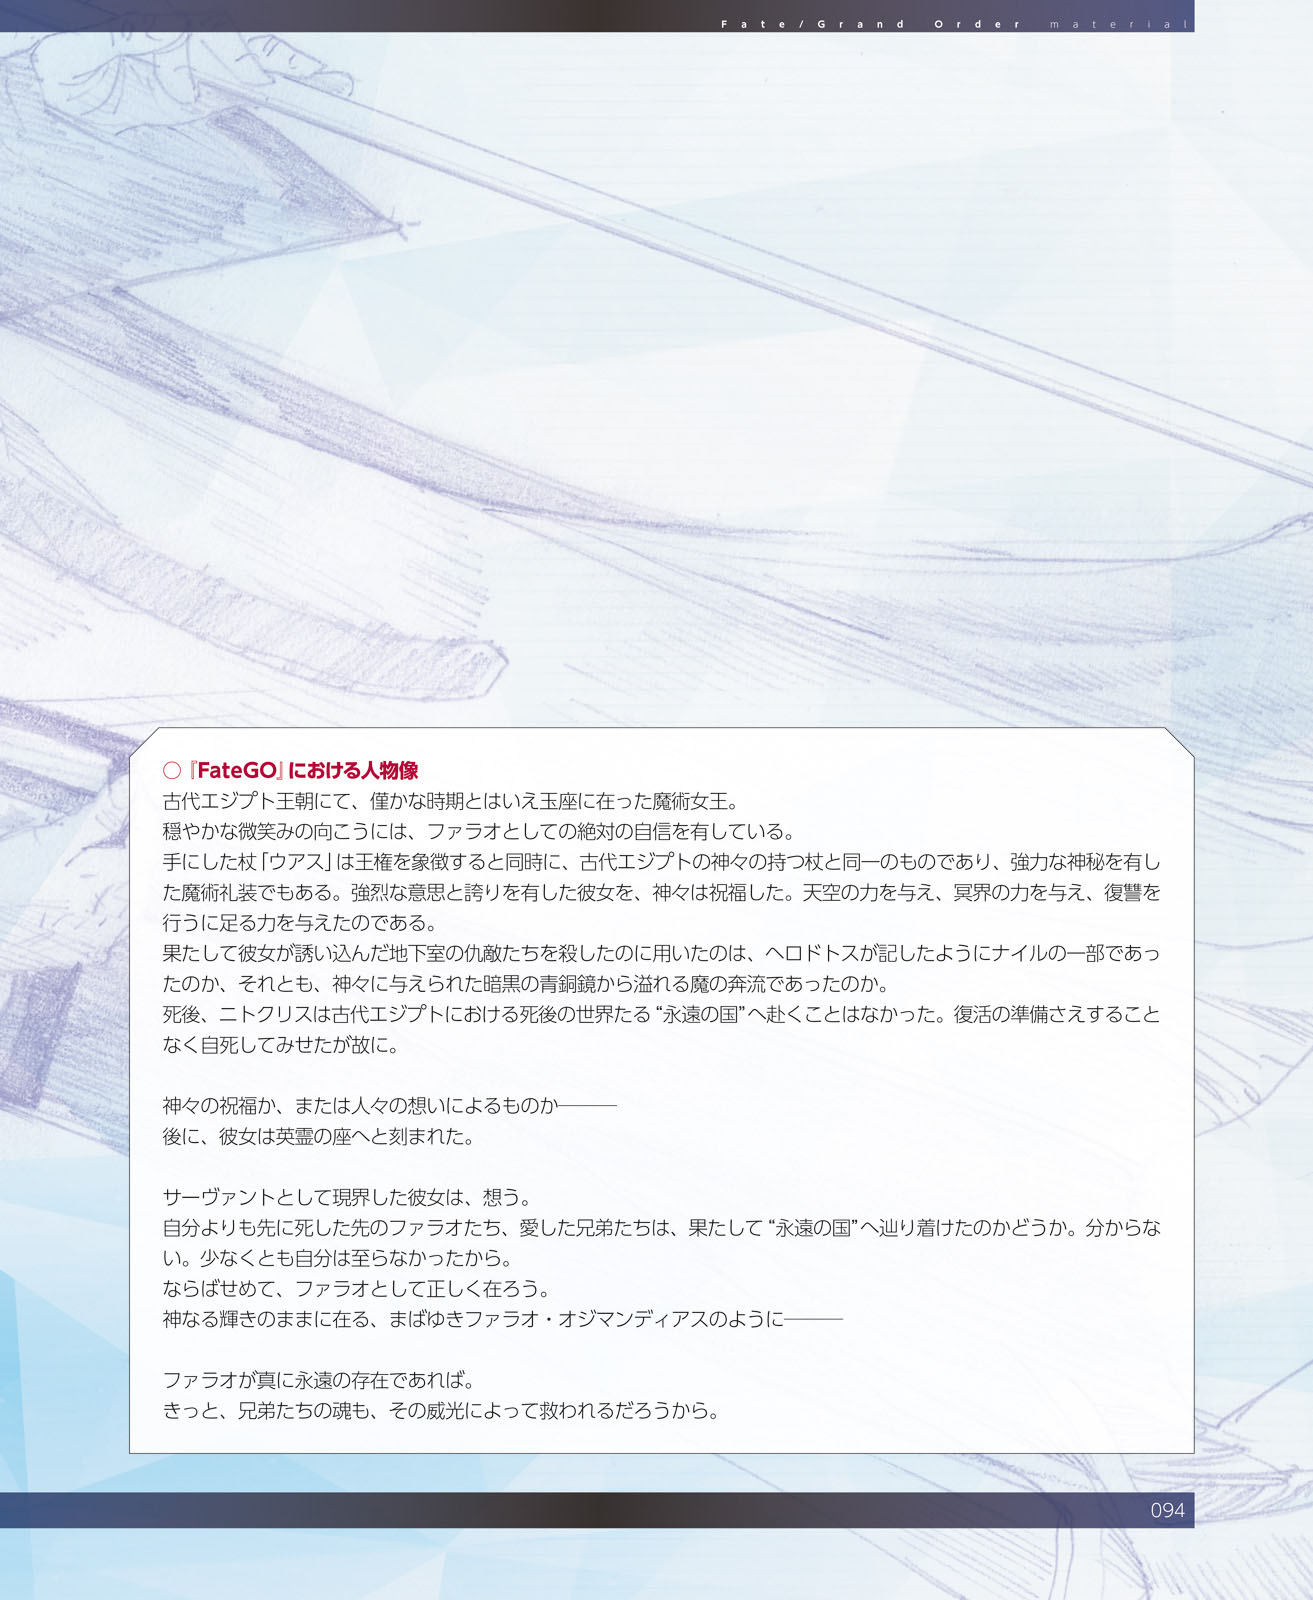 Fate/Grand Order material
○『FateGO』における人物像
古代エジプト王朝にて、僅かな時期とはいえ玉座に在った魔術女王。
穏やかな微笑みの向こうには、ファラオとしての絶対の自信を有している。
手にした杖「ウアス」は王権を象徴すると同時に、古代エジプトの神々の持つ杖と同一のものであり、強力な神秘を有し
た魔術礼装でもある。強烈な意思と誇りを有した彼女を、神々は祝福した。天空の力を与え、冥界の力を与え、復讐を
行うに足る力を与えたのである。
果たして彼女が誘い込んだ地下室の仇敵たちを殺したのに用いたのは、ヘロドトスが記したようにナイルの一部であっ
たのか、それとも、神々に与えられた暗黒の青銅鏡から溢れる魔の奔流であったのか。
死後、ニトクリスは古代エジプトにおける死後の世界たる“永遠の国”へ赴くことはなかった。復活の準備さえすること
なく自死してみせたが故に。
神々の祝福か、または人々の想いによるものか―――
後に、彼女は英霊の座へと刻まれた。
サーヴァントとして現界した彼女は、想う。
自分よりも先に死した先のファラオたち、愛した兄弟たちは、果たして“永遠の国”へ辿り着けたのかどうか。分からな
い。少なくとも自分は至らなかったから。
ならばせめて、ファラオとして正しく在ろう。
神なる輝きのままに在る、まばゆきファラオ・オジマンディアスのように―――
ファラオが真に永遠の存在であれば。
きっと、兄弟たちの魂も、その威光によって救われるだろうから。
094